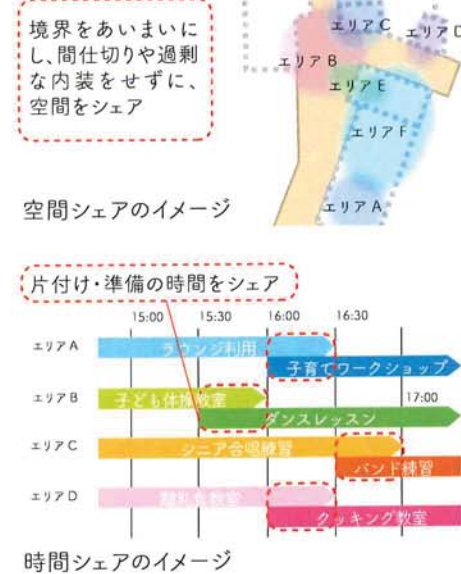 境界をあいまいに
し、間仕切りや過剰
な内装をせずに、
空間をシェア
エリアC
エリアD
エリアB
エリアE
エリアF
エリアA
空間シェアのイメージ
片付け・準備の時間をシェア
15:00 15:30 16:00 16:30
エリアA
ラウンジ利用
子育てワークショップ
エリアB
子ども体操教室
17:00
ダンスレッスン
エリアC
シニア合唱練習
バンド練習
エリアD
離乳食教室
クッキング教室
時間シェアのイメージ